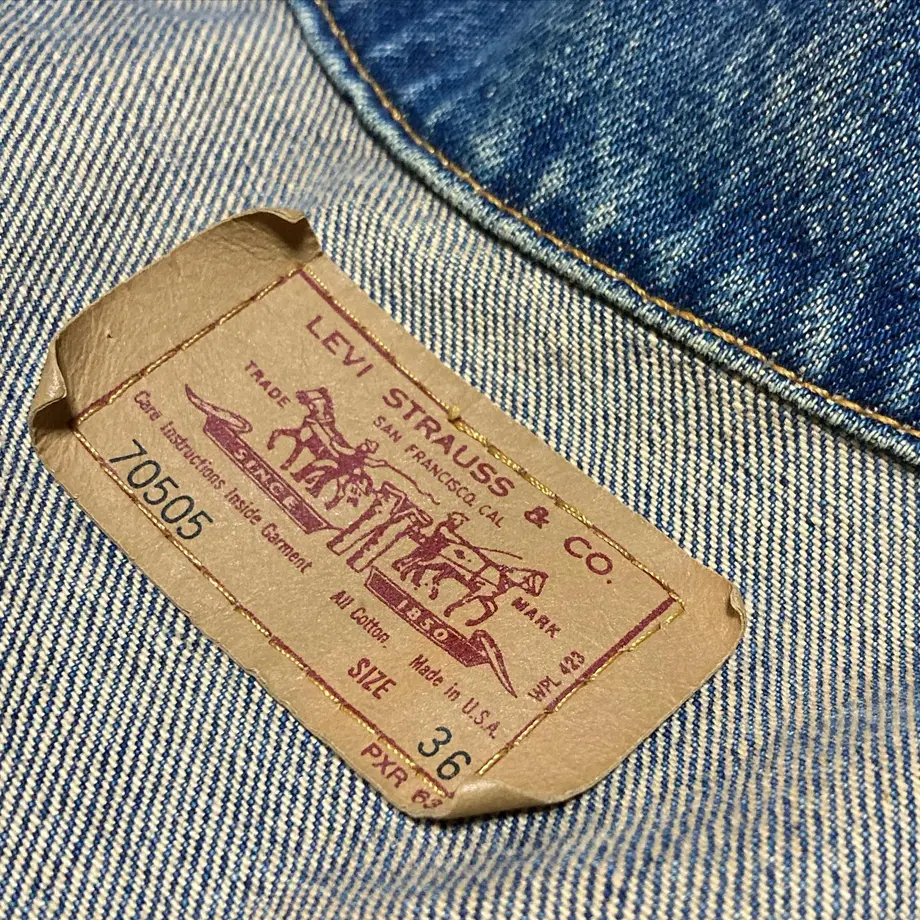 LEVI STRAUSS & CO.
SAN FRANCISCO, CAL
TRADE MARK
SINCE 1850
Care Instructions Inside Garment
70505
All Cotton. Made in U.S.A.
WPL 423
SIZE 36
PXR 63